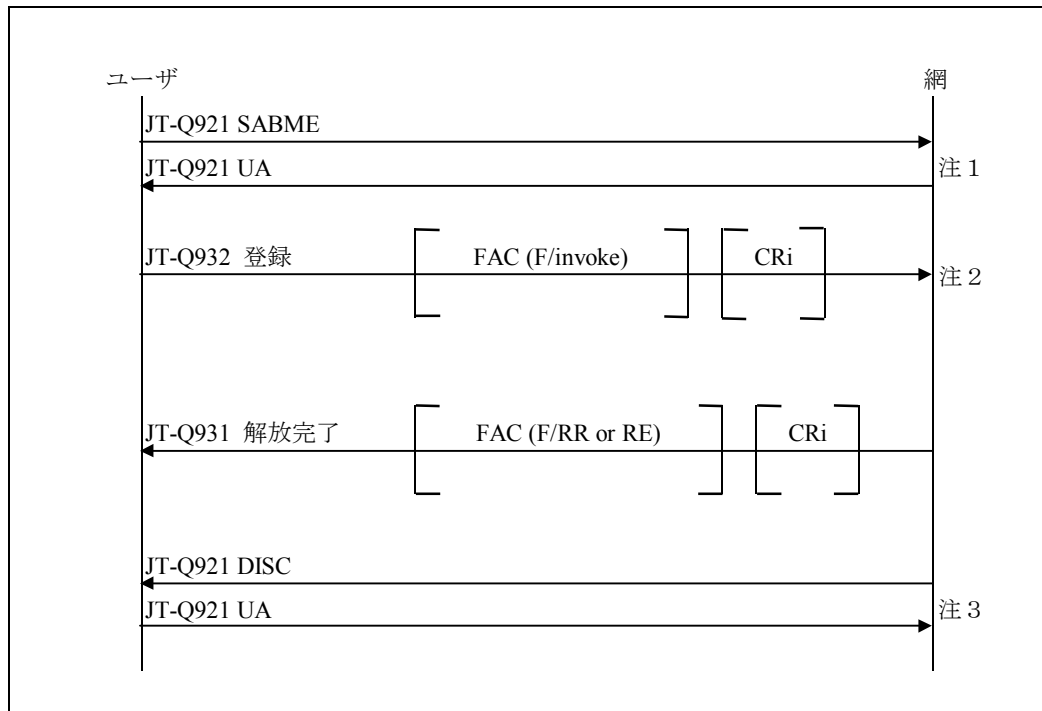 ユーザ 網
JT-Q921 SABME
JT-Q921 UA 注１
JT-Q932 登録 FAC (F/invoke) CRi 注２
JT-Q931 解放完了 FAC (F/RR or RE) CRi
JT-Q921 DISC
JT-Q921 UA 注３